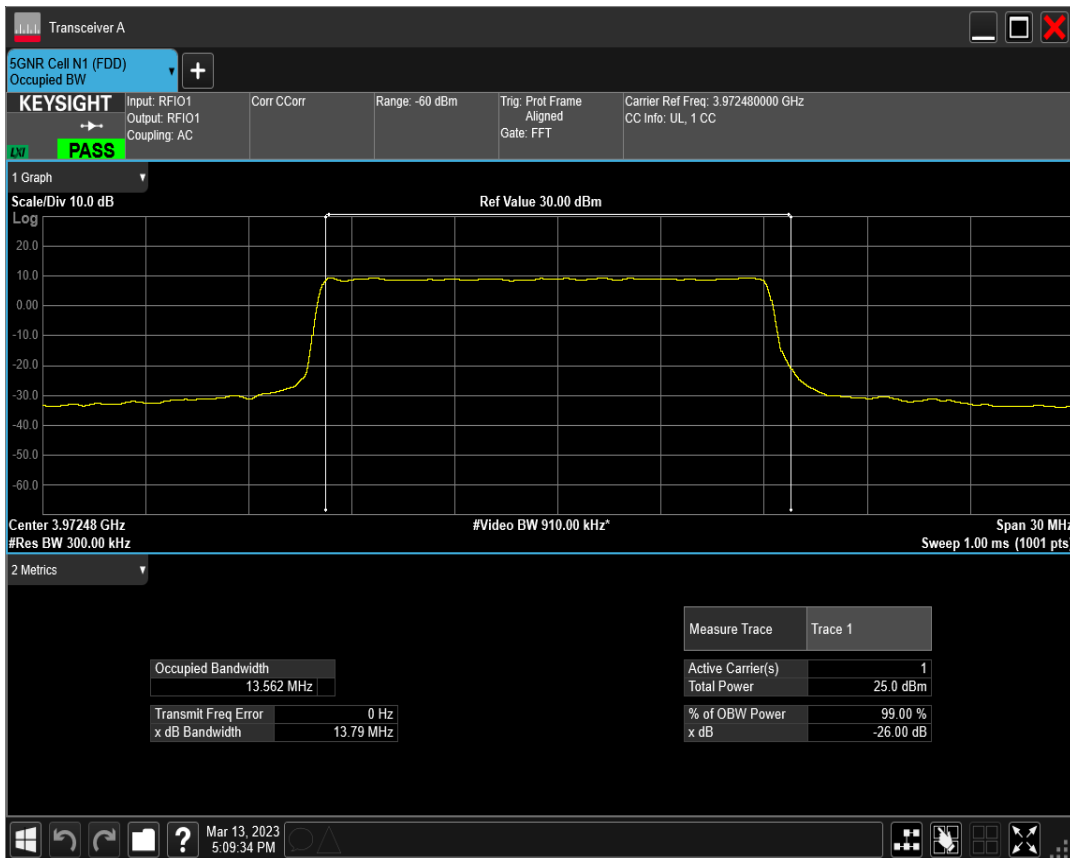 Transceiver A
5GNR Cell N1 (FDD)
Occupied BW
+
KEYSIGHT
LXI
PASS
Input: RFIO1
Output: RFIO1
Coupling: AC
Corr CCorr
Range: -60 dBm
Trig: Prot Frame
Aligned
Gate: FFT
Carrier Ref Freq: 3.972480000 GHz
CC Info: UL, 1 CC
1 Graph
Scale/Div 10.0 dB
Ref Value 30.00 dBm
Log
20.0
10.0
0.00
-10.0
-20.0
-30.0
-40.0
-50.0
-60.0
Center 3.97248 GHz
#Video BW 910.00 kHz*
Span 30 MHz
#Res BW 300.00 kHz
Sweep 1.00 ms (1001 pts)
2 Metrics
Measure Trace Trace 1
Occupied Bandwidth
13.562 MHz
Active Carrier(s) 1
Total Power 25.0 dBm
Transmit Freq Error 0 Hz
x dB Bandwidth 13.79 MHz
% of OBW Power 99.00 %
x dB -26.00 dB
?
Mar 13, 2023
5:09:34 PM